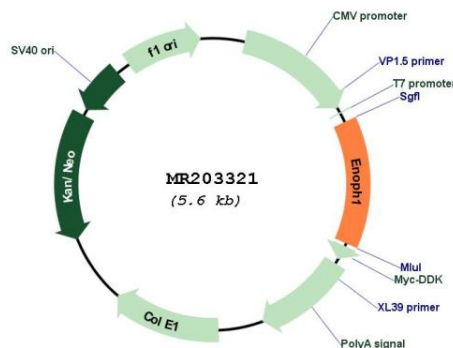 CMV promoter
VP1.5 primer
T7 promoter
SgfI
Enoph1
MluI
Myc-DDK
XL39 primer
PolyA signal
Col E1
Kan/ Neo
SV40 ori
f1 ori
MR203321
(5.6 kb)